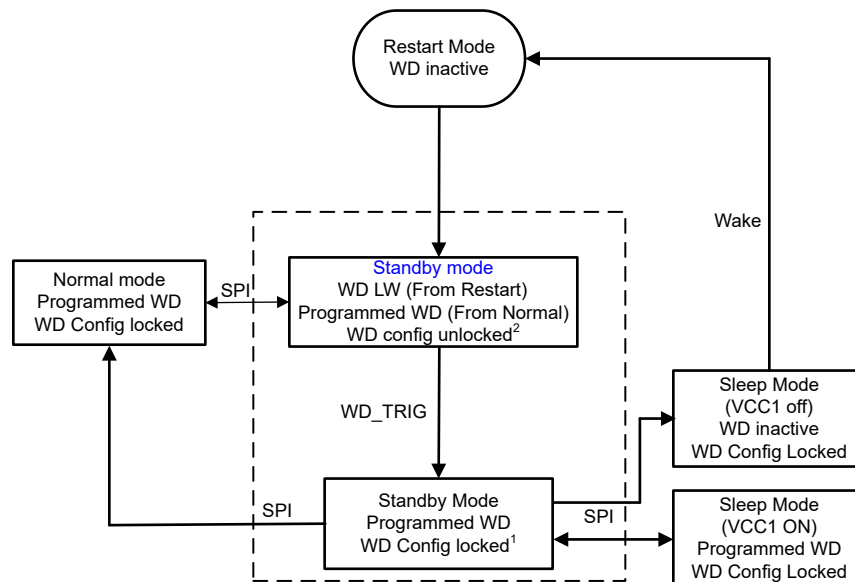 Restart Mode
WD inactive
Wake
Standby mode
WD LW (From Restart)
Programmed WD (From Normal)
WD config unlocked²
Normal mode
Programmed WD
WD Config locked
SPI
WD_TRIG
Sleep Mode
(VCC1 off)
WD inactive
WD Config Locked
Standby Mode
Programmed WD
WD Config locked¹
SPI
SPI
Sleep Mode
(VCC1 ON)
Programmed WD
WD Config Locked